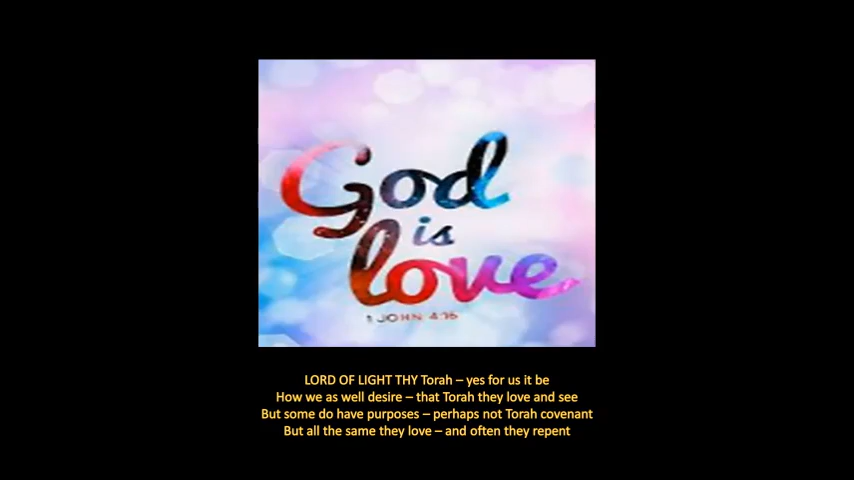 God
is
love
1 JOHN 4:16
LORD OF LIGHT THY Torah – yes for us it be
How we as well desire – that Torah they love and see
But some do have purposes – perhaps not Torah covenant
But all the same they love – and often they repent